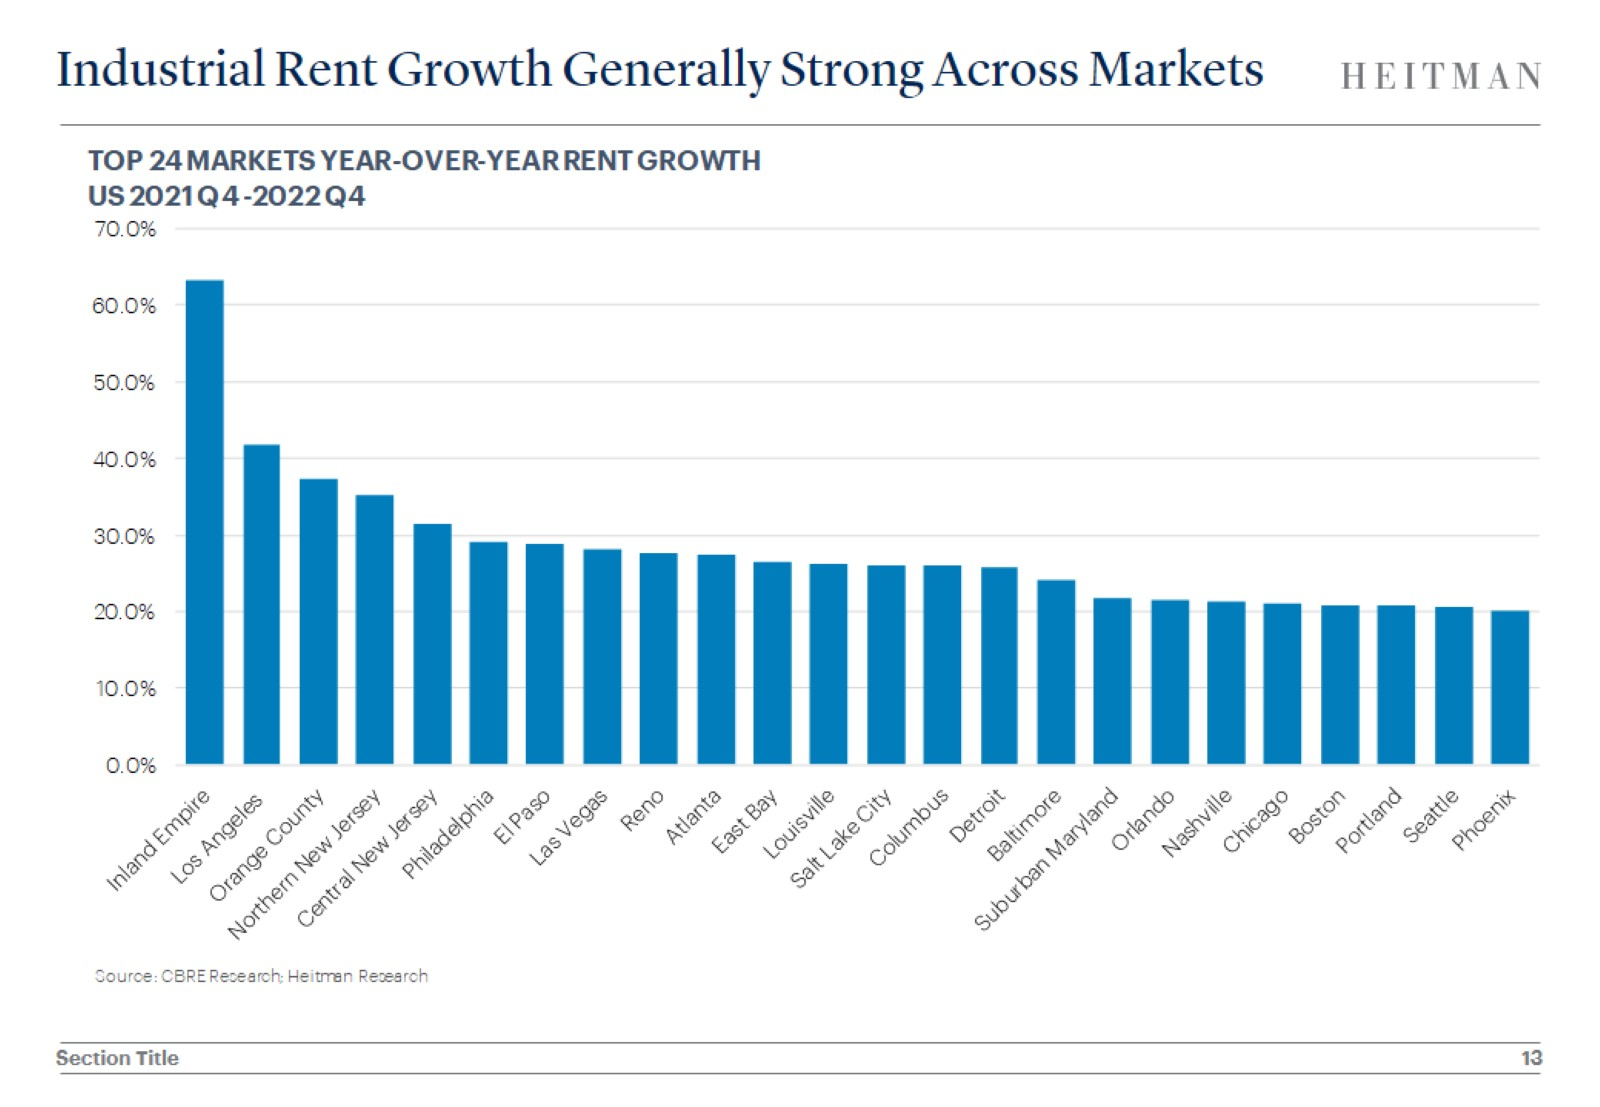 Industrial Rent Growth Generally Strong Across Markets
HEITMAN
TOP 24 MARKETS YEAR-OVER-YEAR RENT GROWTH
US 2021 Q4 -2022 Q4
70.0%
60.0%
50.0%
40.0%
30.0%
20.0%
10.0%
0.0%
Inland Empire
Los Angeles
Orange County
Northern New Jersey
Central New Jersey
Philadelphia
El Paso
Las Vegas
Reno
Atlanta
East Bay
Louisville
Salt Lake City
Columbus
Detroit
Baltimore
Suburban Maryland
Orlando
Nashville
Chicago
Boston
Portland
Seattle
Phoenix
Source: CBRE Research; Heitman Research
Section Title
13